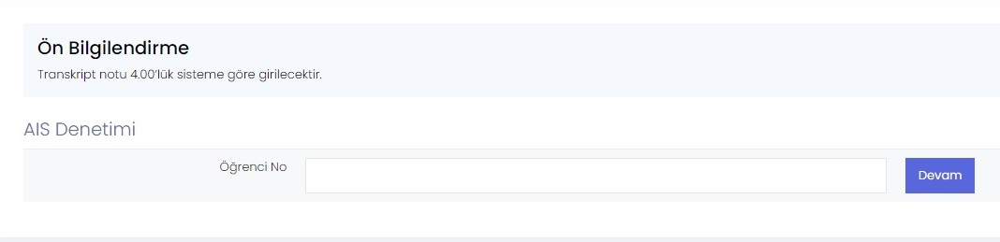 Ön Bilgilendirme
Transkript notu 4.00’lük sisteme göre girilecektir.
AIS Denetimi
Öğrenci No
Devam